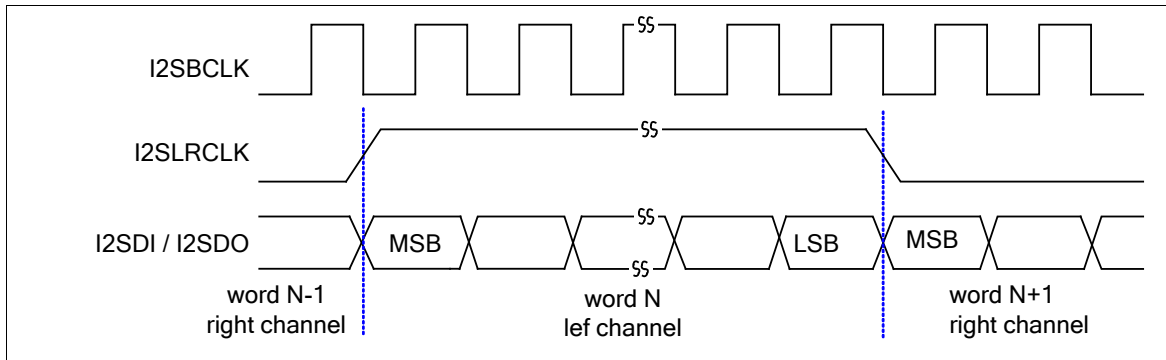 I2SBCLK
I2SLRCLK
I2SDI / I2SDO
MSB
LSB
MSB
word N-1
right channel
word N
lef channel
word N+1
right channel